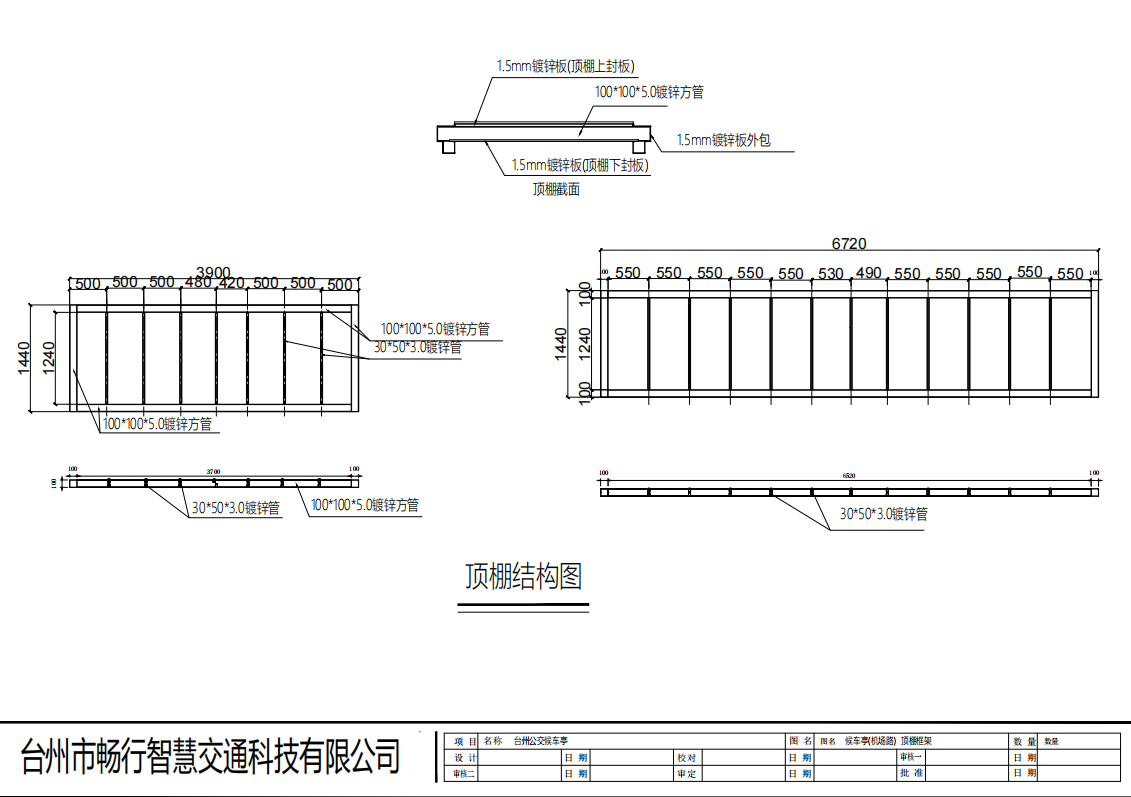 1.5mm镀锌板(顶棚上封板)
100*100*5.0镀锌方管
1.5mm镀锌板外包
1.5mm镀锌板(顶棚下封板)
顶棚截面
3900
500 500 500 480 420 500 500 500
1440 1240
100*100*5.0镀锌方管
30*50*3.0镀锌管
100*100*5.0镀锌方管
6720
100 550 550 550 550 550 530 490 550 550 550 550 550 100
1440 100 1240 100
100 3700 100
100
30*50*3.0镀锌管
100*100*5.0镀锌方管
100 6520 100
30*50*3.0镀锌管
顶棚结构图
台州市畅行智慧交通科技有限公司
项 目 名称 台州公交候车亭 图 名 图名 候车亭(机场路) 顶棚框架 数 量 数量
设 计 日 期 校对 日 期 审核一 日 期
审核二 日 期 审定 日 期 批 准 日 期